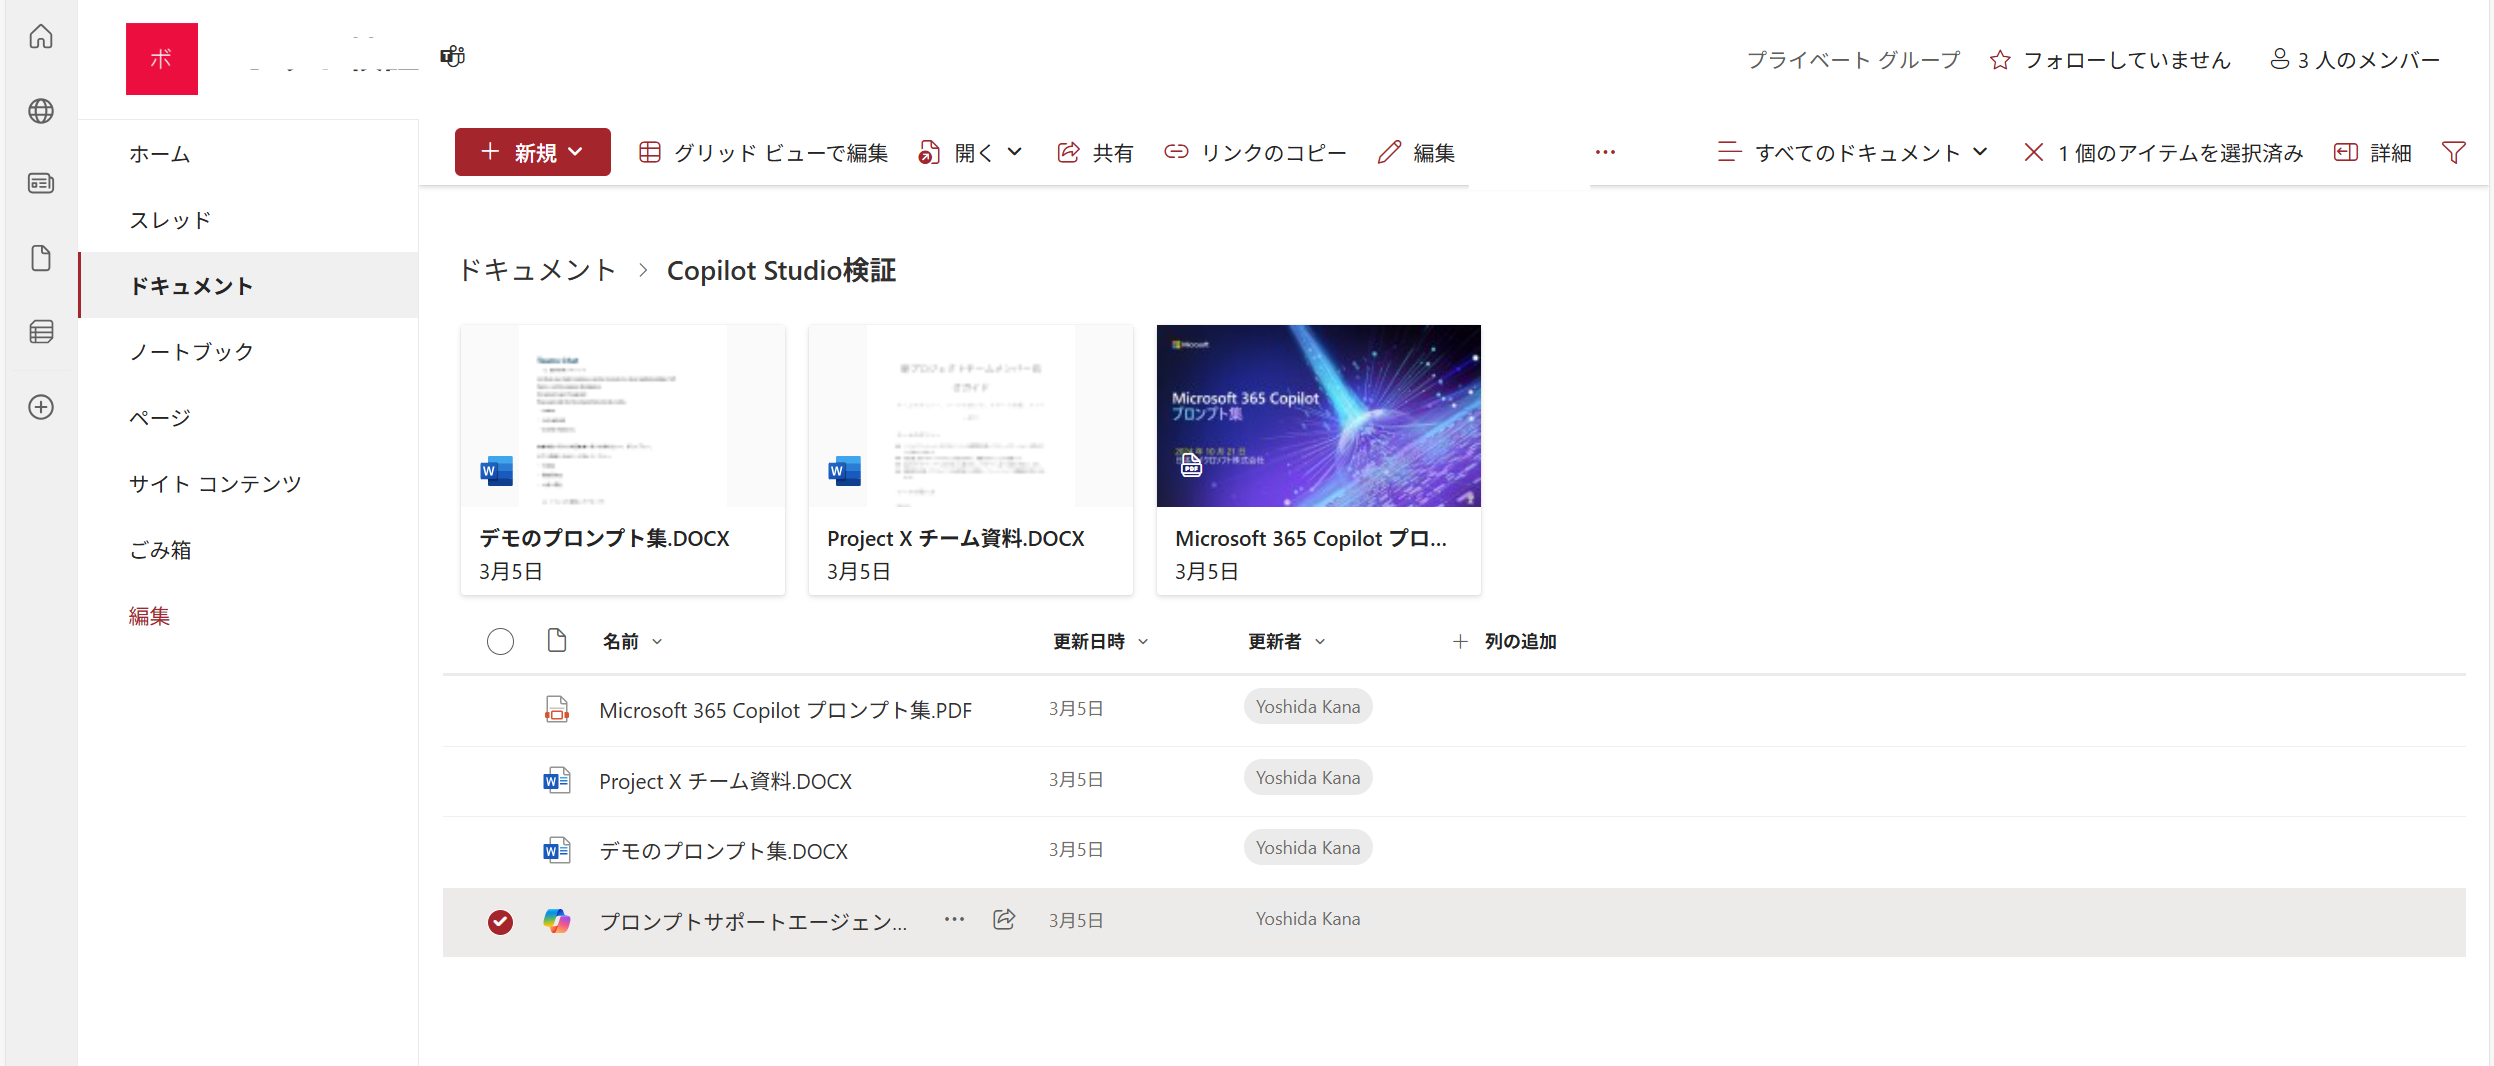 ボ
プライベート グループ
フォローしていません
3 人のメンバー
ホーム
スレッド
ドキュメント
ノートブック
ページ
サイト コンテンツ
ごみ箱
編集
新規
グリッド ビューで編集
開く
共有
リンクのコピー
編集
すべてのドキュメント
1 個のアイテムを選択済み
詳細
ドキュメント > Copilot Studio検証
Microsoft
Microsoft 365 Copilot
プロンプト集
PDF
デモのプロンプト集.DOCX
3月5日
Project X チーム資料.DOCX
3月5日
Microsoft 365 Copilot プロ...
3月5日
名前
更新日時
更新者
列の追加
Microsoft 365 Copilot プロンプト集.PDF 3月5日 Yoshida Kana
Project X チーム資料.DOCX 3月5日 Yoshida Kana
デモのプロンプト集.DOCX 3月5日 Yoshida Kana
プロンプトサポートエージェン... 3月5日 Yoshida Kana